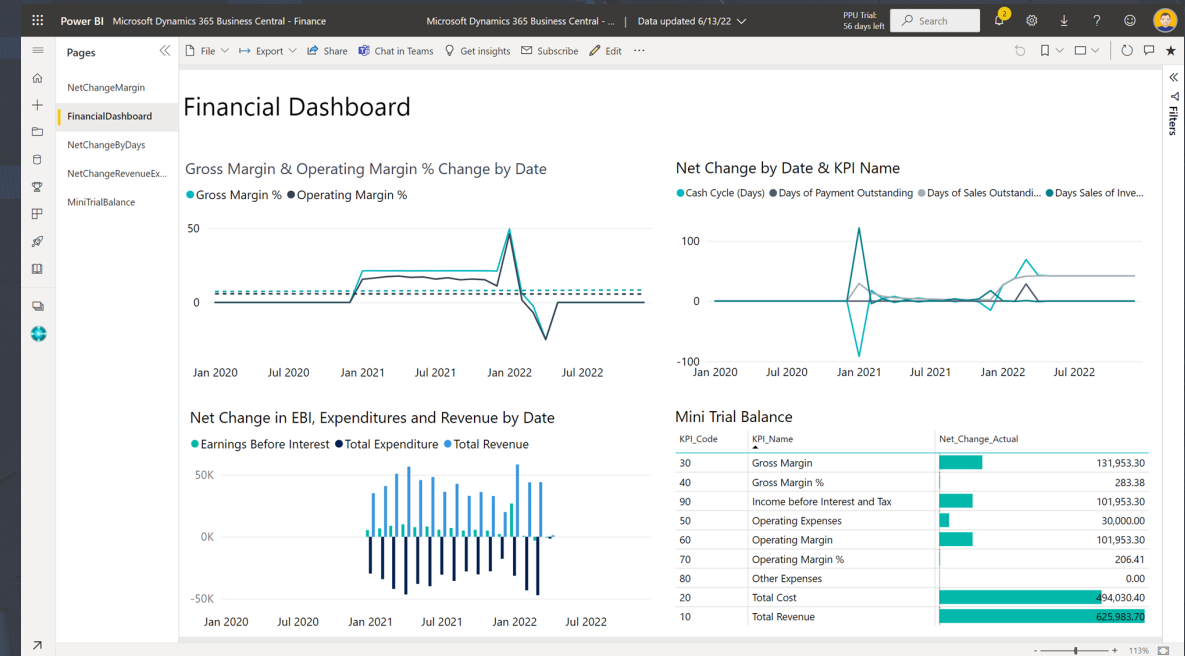 Power BI Microsoft Dynamics 365 Business Central - Finance
Microsoft Dynamics 365 Business Central - ... | Data updated 6/13/22
PPU Trial:
56 days left
Search
2
Pages
File Export Share Chat in Teams Get insights Subscribe Edit ...
NetChangeMargin
FinancialDashboard
NetChangeByDays
NetChangeRevenueEx...
MiniTrialBalance
Filters
Financial Dashboard
Gross Margin & Operating Margin % Change by Date
Gross Margin % Operating Margin %
50
0
Jan 2020 Jul 2020 Jan 2021 Jul 2021 Jan 2022 Jul 2022
Net Change by Date & KPI Name
Cash Cycle (Days) Days of Payment Outstanding Days of Sales Outstandi... Days Sales of Inve...
100
0
-100
Jan 2020 Jul 2020 Jan 2021 Jul 2021 Jan 2022 Jul 2022
Net Change in EBI, Expenditures and Revenue by Date
Earnings Before Interest Total Expenditure Total Revenue
50K
0K
-50K
Jan 2020 Jul 2020 Jan 2021 Jul 2021 Jan 2022 Jul 2022
Mini Trial Balance
KPI_Code KPI_Name Net_Change_Actual
30 Gross Margin 131,953.30
40 Gross Margin % 283.38
90 Income before Interest and Tax 101,953.30
50 Operating Expenses 30,000.00
60 Operating Margin 101,953.30
70 Operating Margin % 206.41
80 Other Expenses 0.00
20 Total Cost 494,030.40
10 Total Revenue 625,983.70
- + 113%